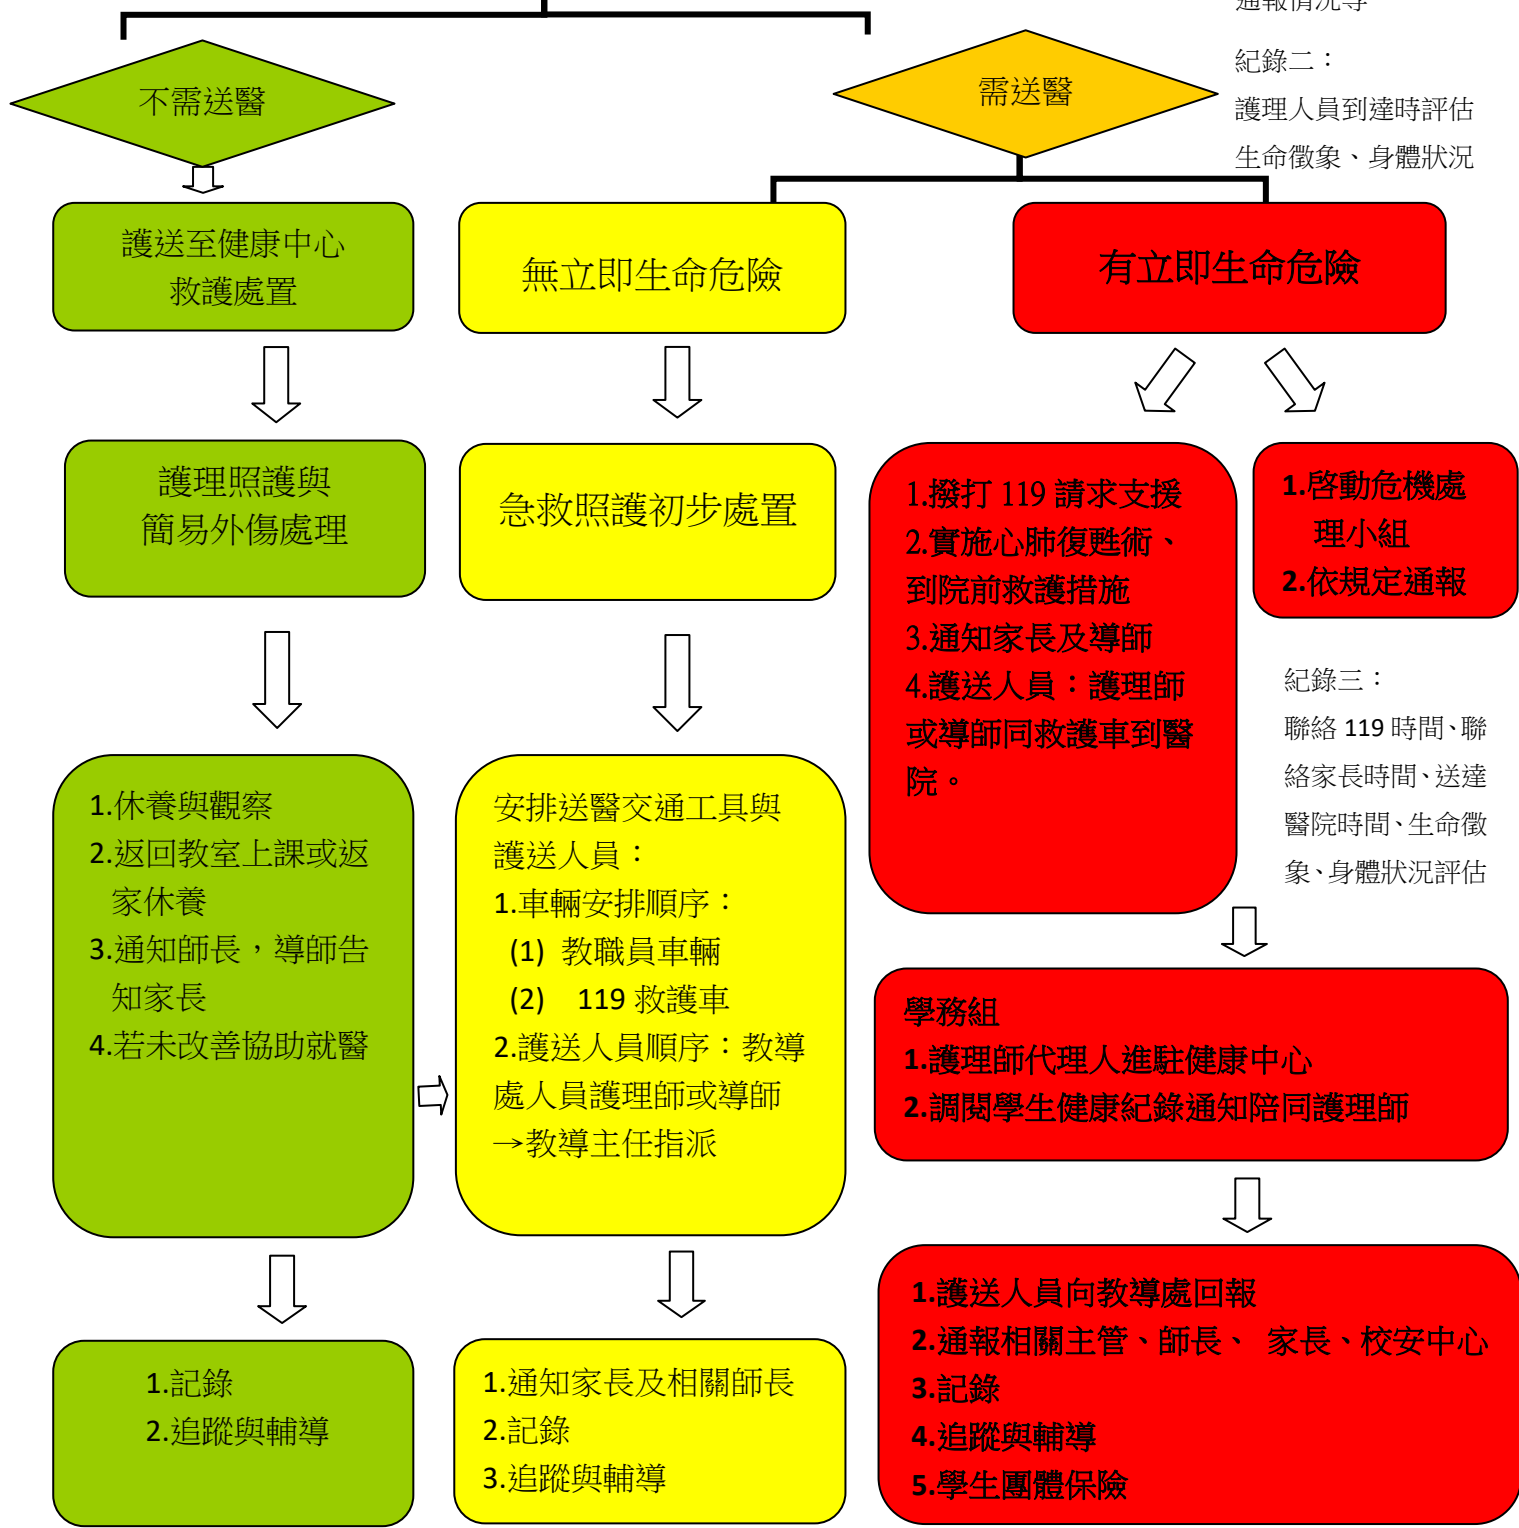 通報情況等
紀錄二：
護理人員到達時評估
生命徵象、身體狀況
不需送醫
需送醫
護送至健康中心
救護處置
無立即生命危險
有立即生命危險
護理照護與
簡易外傷處理
急救照護初步處置
1.撥打 119 請求支援
2.實施心肺復甦術、
到院前救護措施
3.通知家長及導師
4.護送人員：護理師
或導師同救護車到醫
院。
1.啓動危機處
理小組
2.依規定通報
紀錄三：
聯絡 119 時間、聯
絡家長時間、送達
醫院時間、生命徵
象、身體狀況評估
1.休養與觀察
2.返回教室上課或返
家休養
3.通知師長，導師告
知家長
4.若未改善協助就醫
安排送醫交通工具與
護送人員：
1.車輛安排順序：
(1) 教職員車輛
(2) 119 救護車
2.護送人員順序：教導
處人員護理師或導師
→教導主任指派
學務組
1.護理師代理人進駐健康中心
2.調閱學生健康紀錄通知陪同護理師
1.記錄
2.追蹤與輔導
1.通知家長及相關師長
2.記錄
3.追蹤與輔導
1.護送人員向教導處回報
2.通報相關主管、師長、 家長、校安中心
3.記錄
4.追蹤與輔導
5.學生團體保險